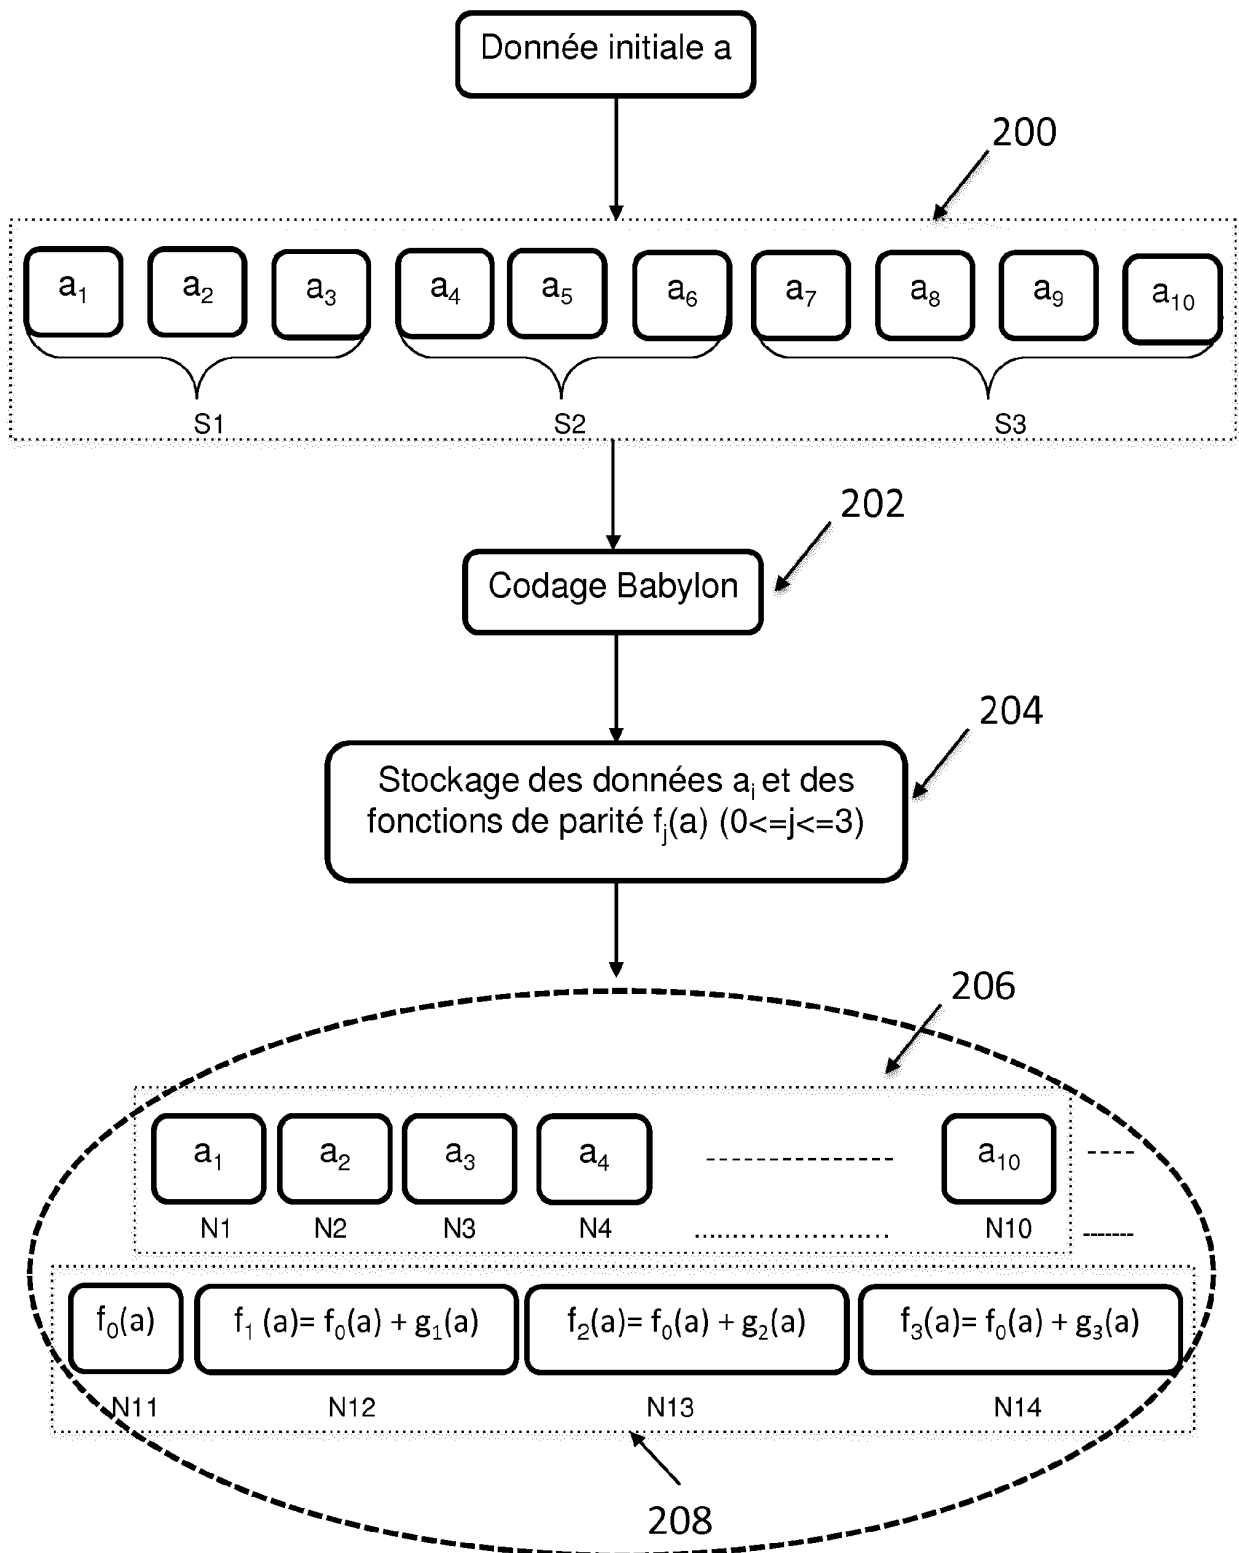 Donnée initiale a
200
a1 a2 a3 a4 a5 a6 a7 a8 a9 a10
S1 S2 S3
202
Codage Babylon
204
Stockage des données ai et des
fonctions de parité fj(a) (0<=j<=3)
206
a1 a2 a3 a4 a10
N1 N2 N3 N4 N10
f0(a) f1 (a)= f0(a) + g1(a) f2(a)= f0(a) + g2(a) f3(a)= f0(a) + g3(a)
N11 N12 N13 N14
208